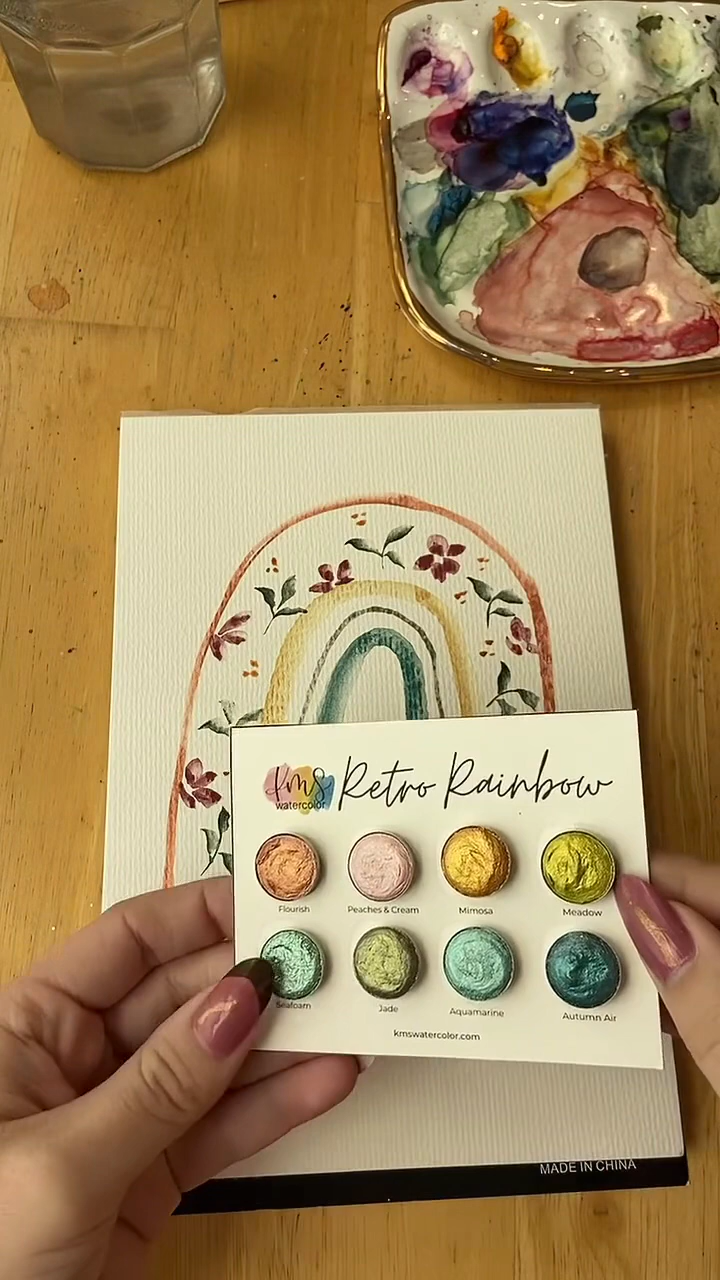 kms
watercolor
Retro Rainbow
Flourish
Peaches & Cream
Mimosa
Meadow
Seafoam
Jade
Aquamarine
Autumn Air
kmswatercolor.com
MADE IN CHINA